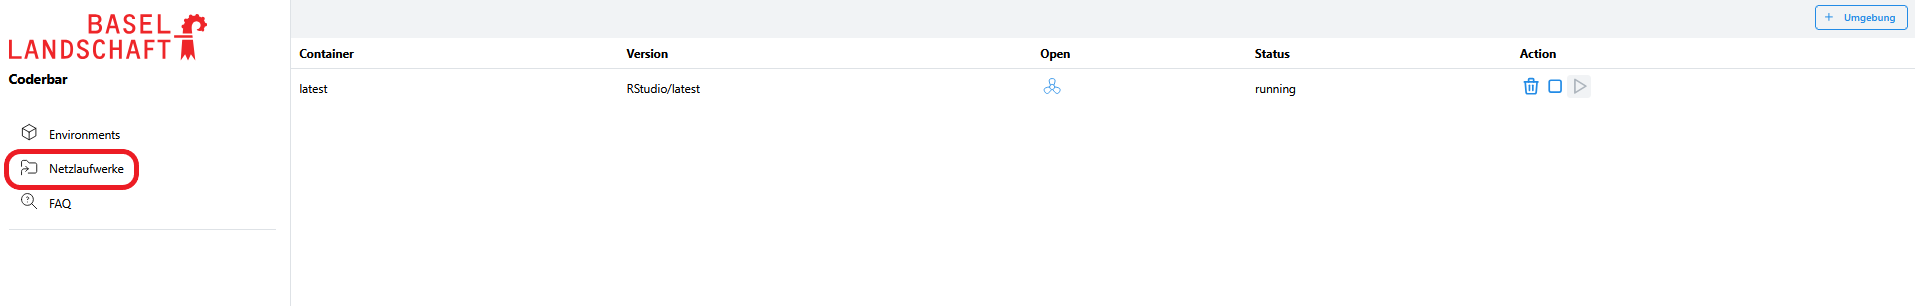 BASEL
LANDSCHAFT
Coderbar
Environments
Netzlaufwerke
FAQ
+ Umgebung
Container Version Open Status Action
latest RStudio/latest running